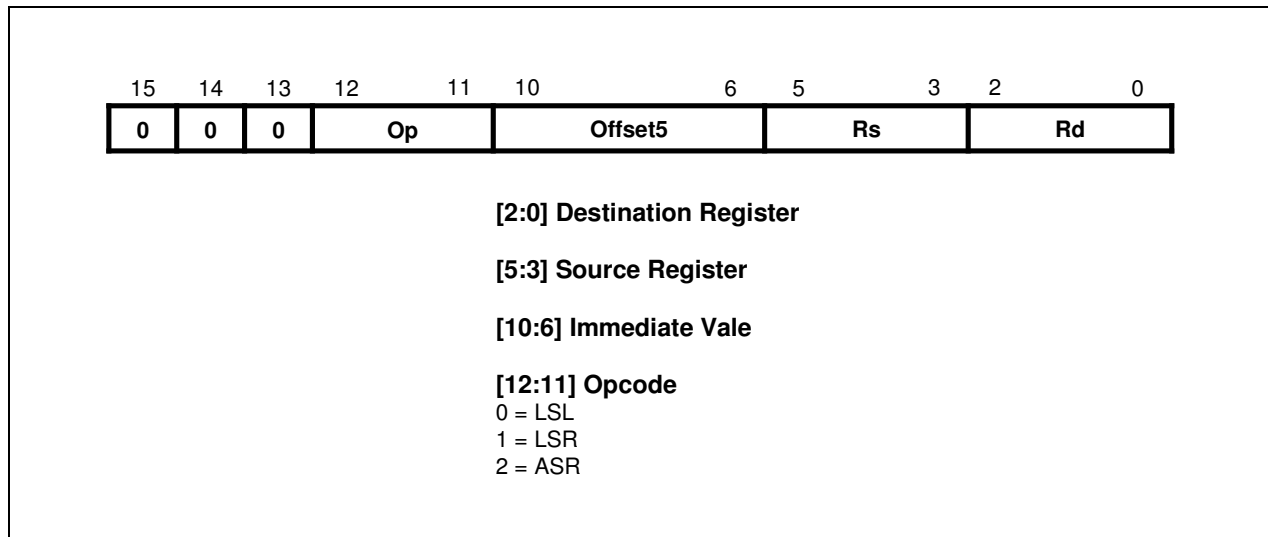 15 14 13 12 11 10 6 5 3 2 0
0 0 0 Op Offset5 Rs Rd
[2:0] Destination Register
[5:3] Source Register
[10:6] Immediate Vale
[12:11] Opcode
0 = LSL
1 = LSR
2 = ASR